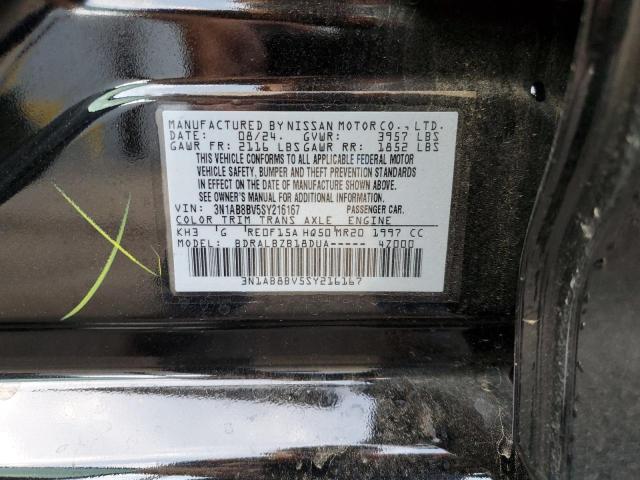 MANUFACTURED BY NISSAN MOTOR CO., LTD.
DATE: 08/24. GVWR: 3957 LBS
GAWR FR: 2116 LBS GAWR RR: 1852 LBS
THIS VEHICLE CONFORMS TO ALL APPLICABLE FEDERAL MOTOR
VEHICLE SAFETY, BUMPER AND THEFT PREVENTION STANDARDS
IN EFFECT ON THE DATE OF MANUFACTURE SHOWN ABOVE.
SEE OWNER'S MANUAL FOR ADDITIONAL INFORMATION.
VIN: 3N1AB8BV5SY216167 PASSENGER CAR.
COLOR TRIM TRANS AXLE ENGINE
KH3 G RE0F15A HQ50 MR20 1997 CC
MODEL: BDRALBZB18DUA----- 47000
3N1AB8BV5SY216167